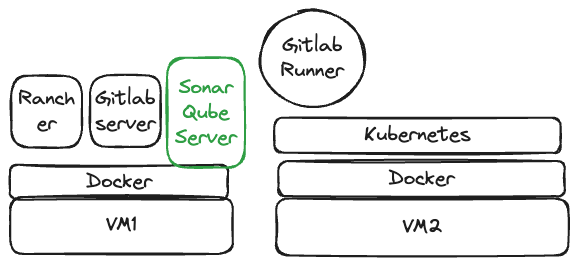 Ranch
er
Gitlab
server
Sonar
Qube
Server
Gitlab
Runner
Kubernetes
Docker
Docker
VM1
VM2